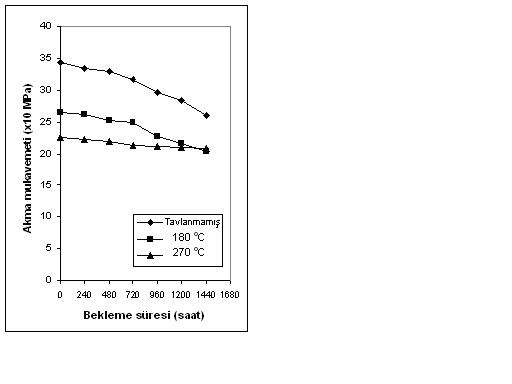 Akma mukavemeti (x10 MPa)
40
35
30
25
20
15
10
5
0
Tavlanmamış
180 °C
270 °C
0 240 480 720 960 1200 1440 1680
Bekleme süresi (saat)